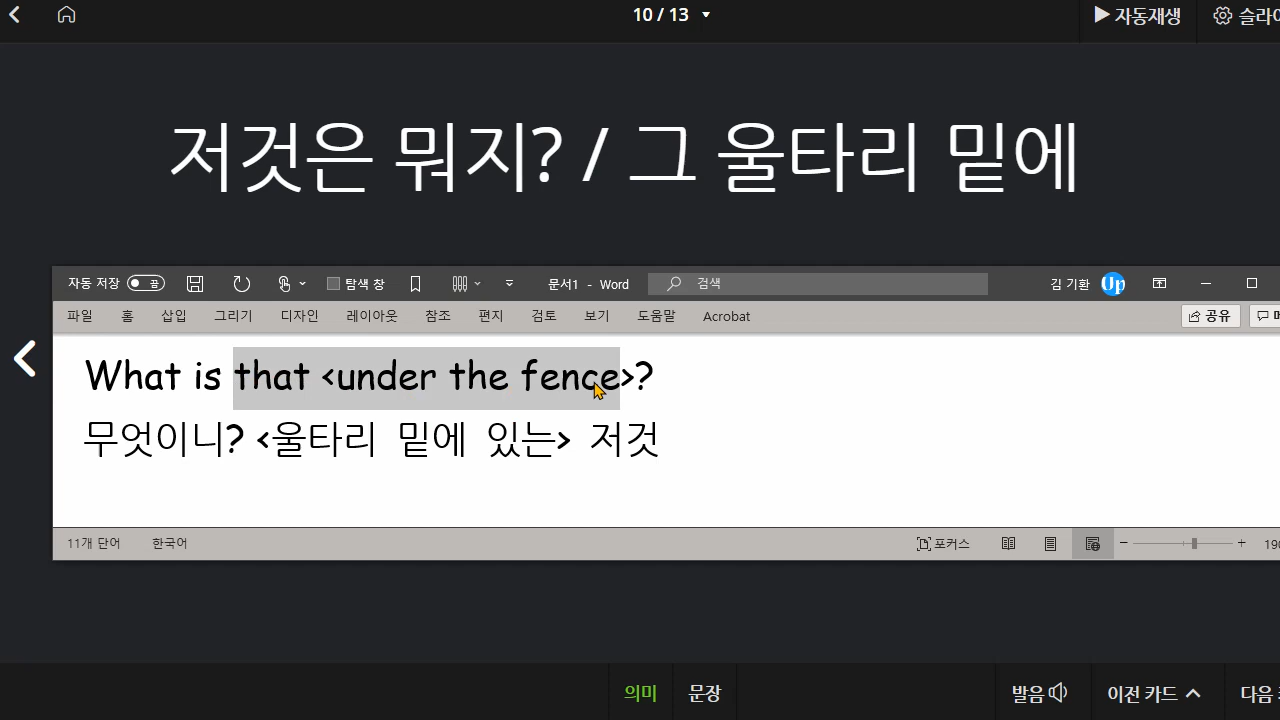 10 / 13
자동재생
저것은 뭐지? / 그 울타리 밑에
자동 저장 끔 탐색 창 문서1 - Word 검색 김 기환 Up
파일 홈 삽입 그리기 디자인 레이아웃 참조 편지 검토 보기 도움말 Acrobat 공유
What is that <under the fence>?
무엇이니? <울타리 밑에 있는> 저것
11개 단어 한국어 포커스
의미 문장 발음 이전 카드 다음